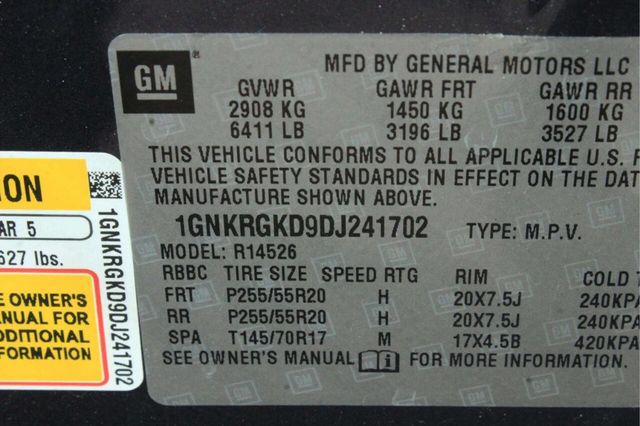 GM
MFD BY GENERAL MOTORS LLC
GVWR GAWR FRT GAWR RR
2908 KG 1450 KG 1600 KG
6411 LB 3196 LB 3527 LB
THIS VEHICLE CONFORMS TO ALL APPLICABLE U.S.
VEHICLE SAFETY STANDARDS IN EFFECT ON THE
MANUFACTURE SHOWN ABOVE.
1GNKRGKD9DJ241702 TYPE: M.P.V.
MODEL: R14526
RBBC TIRE SIZE SPEED RTG RIM COLD
FRT P255/55R20 H 20X7.5J 240KPA
RR P255/55R20 H 20X7.5J 240KPA
SPA T145/70R17 M 17X4.5B 420KPA
SEE OWNER'S MANUAL i FOR MORE INFORMATION.
ION
AR 5
627 lbs.
E OWNER'S
ANUAL FOR
DDITIONAL
FORMATION
1GNKRGKD9DJ241702